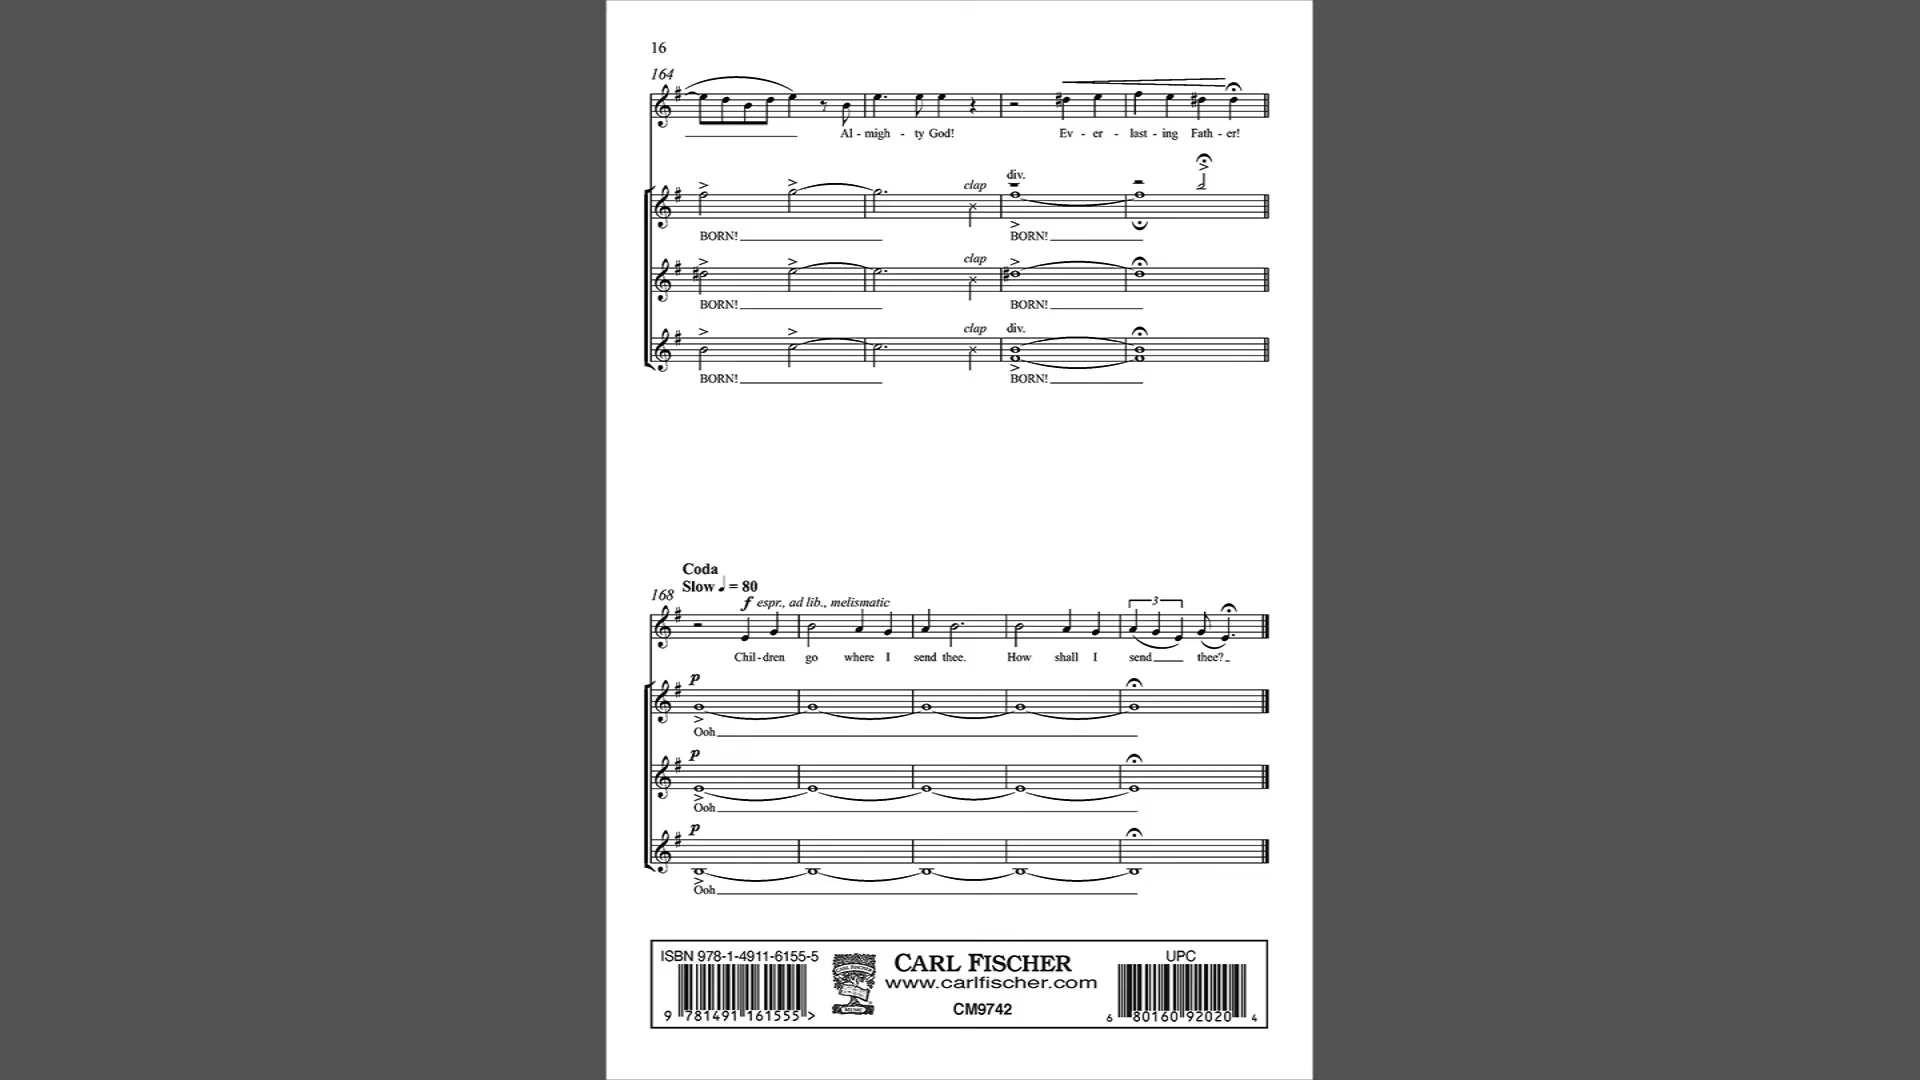 16
164
Al - migh - ty God! Ev - er - last - ing Fath - er!
div.
clap
BORN! BORN!
clap
BORN! BORN!
clap div.
BORN! BORN!
Coda
Slow ♩ = 80
168
f espr., ad lib., melismatic
3
Chil - dren go where I send thee. How shall I send thee?
p
Ooh
p
Ooh
p
Ooh
ISBN 978-1-4911-6155-5
9 781491 161555 >
CARL FISCHER
MUSIC
CARL FISCHER
www.carlfischer.com
CM9742
UPC
6 80160 92020 4